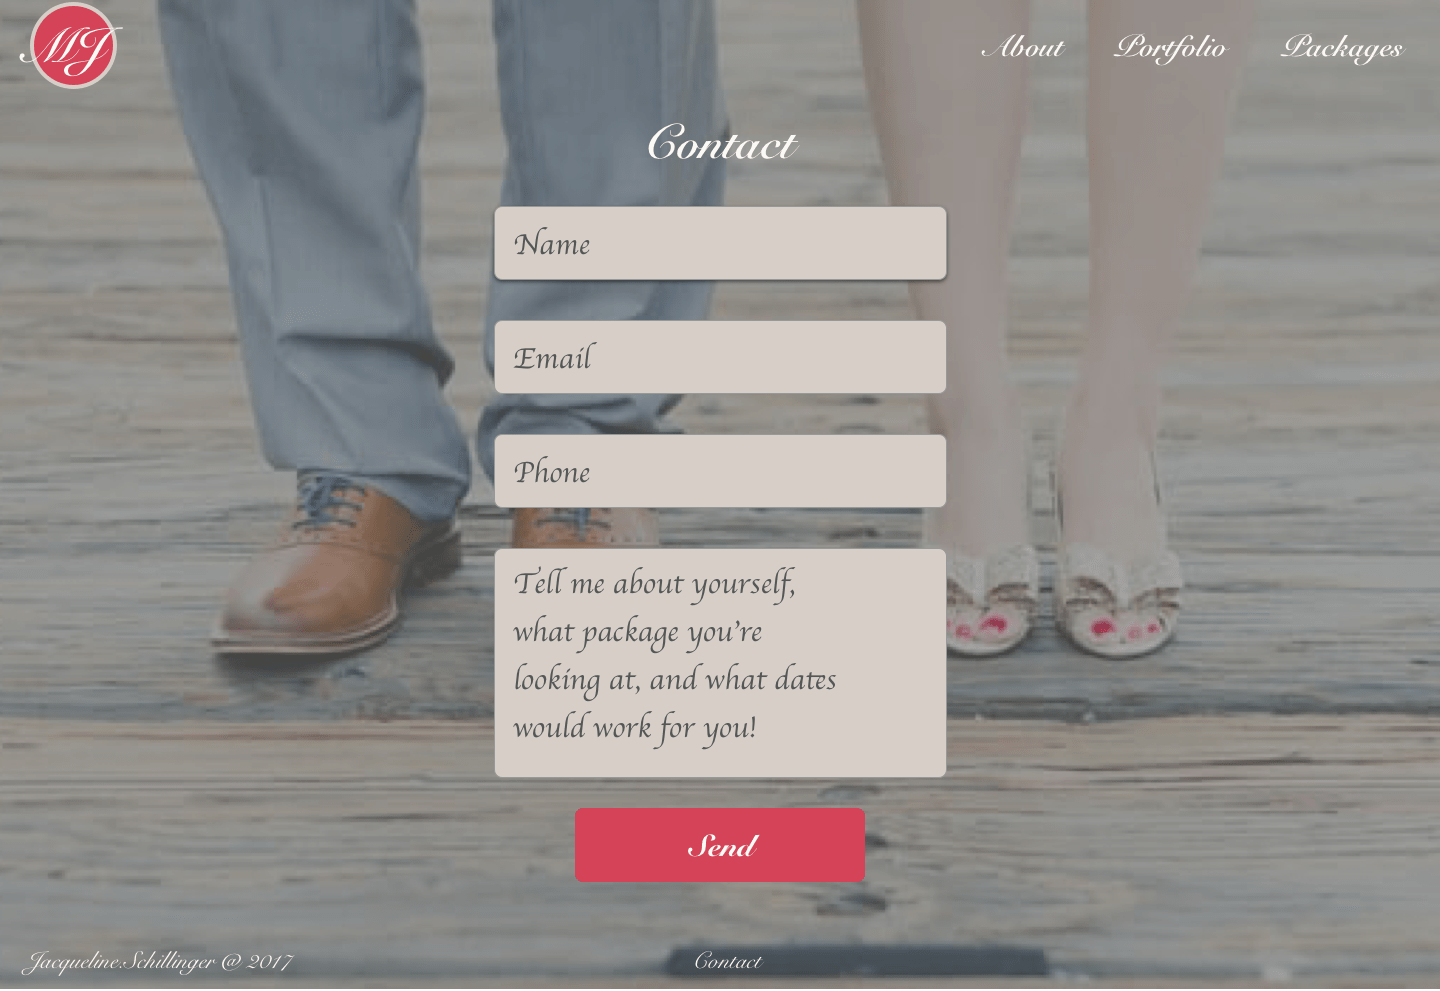 MJ
About Portfolio Packages
Contact
Name
Email
Phone
Tell me about yourself,
what package you're
looking at, and what dates
would work for you!
Send
Jacqueline.Schillinger @ 2017 Contact